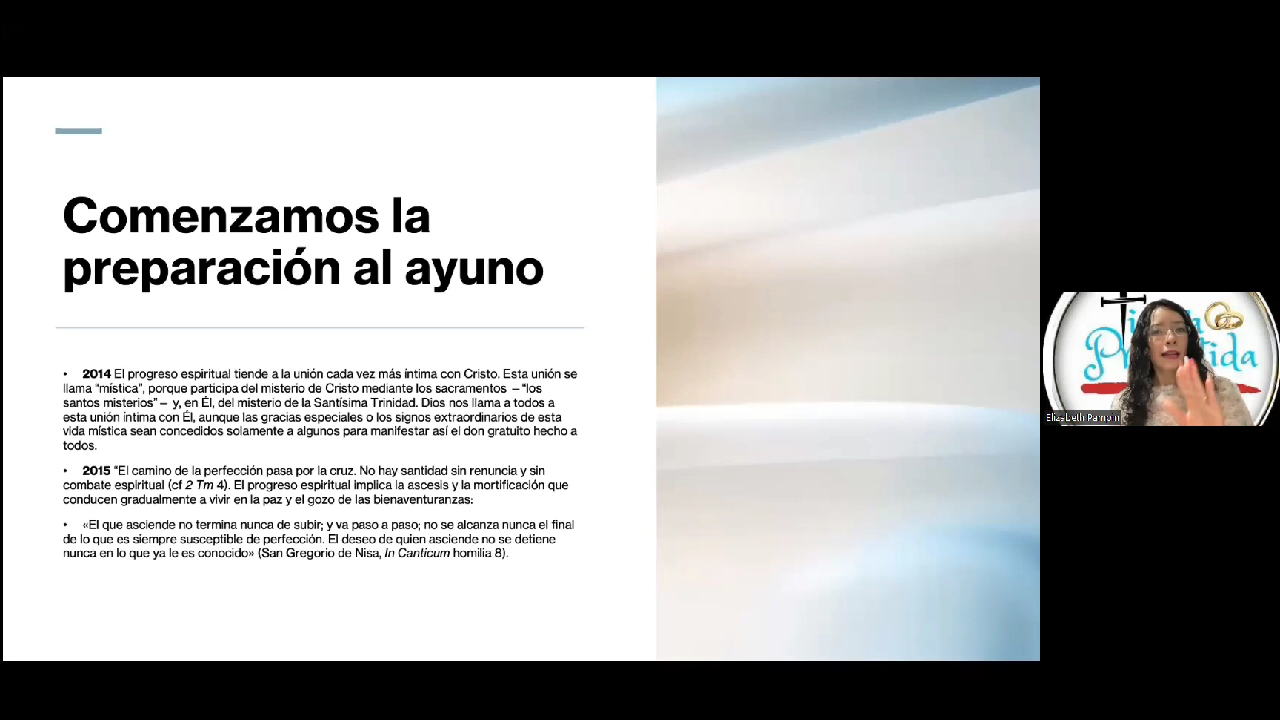 Comenzamos la
preparación al ayuno
• 2014 El progreso espiritual tiende a la unión cada vez más íntima con Cristo. Esta unión se
llama “mística”, porque participa del misterio de Cristo mediante los sacramentos – “los
santos misterios” – y, en Él, del misterio de la Santísima Trinidad. Dios nos llama a todos a
esta unión íntima con Él, aunque las gracias especiales o los signos extraordinarios de esta
vida mística sean concedidos solamente a algunos para manifestar así el don gratuito hecho a
todos.
• 2015 “El camino de la perfección pasa por la cruz. No hay santidad sin renuncia y sin
combate espiritual (cf 2 Tm 4). El progreso espiritual implica la ascesis y la mortificación que
conducen gradualmente a vivir en la paz y el gozo de las bienaventuranzas:
• «El que asciende no termina nunca de subir; y va paso a paso; no se alcanza nunca el final
de lo que es siempre susceptible de perfección. El deseo de quien asciende no se detiene
nunca en lo que ya le es conocido» (San Gregorio de Nisa, In Canticum homilia 8).
Elizabeth